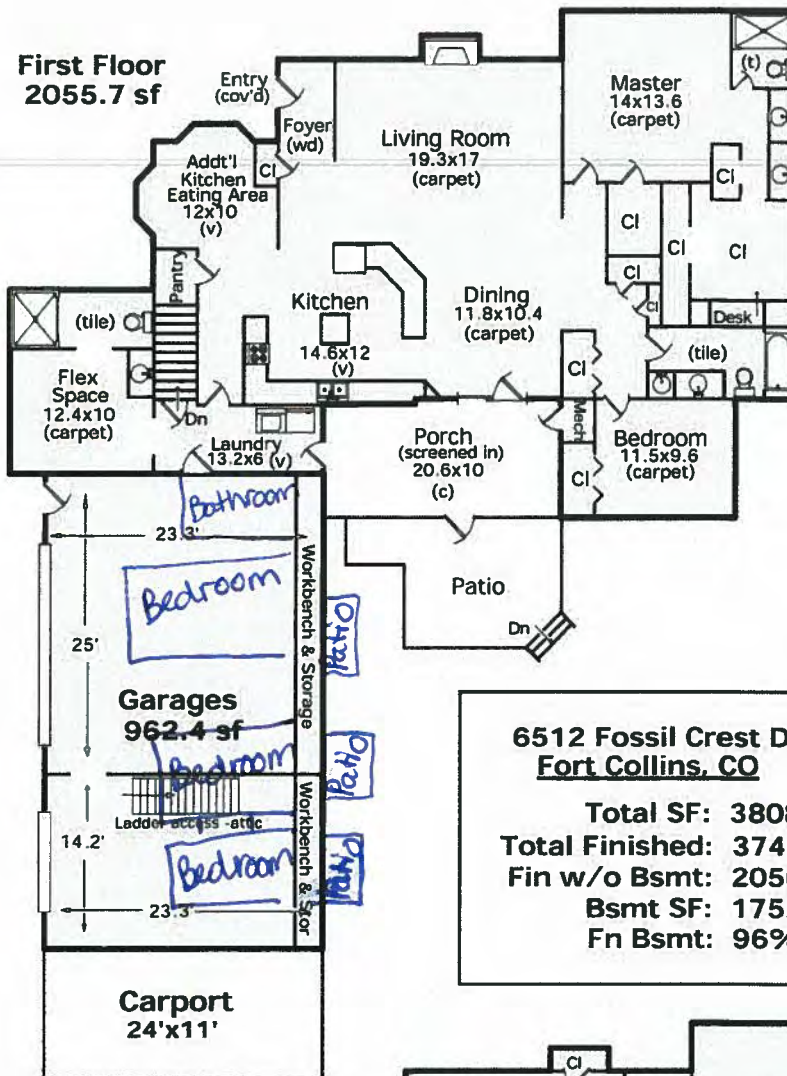 First Floor
2055.7 sf
Entry
(cov'd)
Foyer
(wd)
Cl
Living Room
19.3x17
(carpet)
Master
14x13.6
(carpet)
(t)
Cl
Addt'l
Kitchen
Eating Area
12x10
(v)
Pantry
Cl
Cl
Cl
Cl
Cl
Desk
Kitchen
14.6x12
(v)
Dining
11.8x10.4
(carpet)
(tile)
(tile)
Flex
Space
12.4x10
(carpet)
Dn
Laundry
13.2x6 (v)
Porch
(screened in)
20.6x10
(c)
Cl
Mech
Cl
Bedroom
11.5x9.6
(carpet)
Bathroom
23.3'
Bedroom
Workbench & Storage
Patio
Patio
Dn
25'
Garages
962.4 sf
Bedroom
Patio
Ladder access -attic
14.2'
Bedroom
Workbench & Stor
Patio
23.3'
Carport
24'x11'
6512 Fossil Crest D
Fort Collins, CO
Total SF: 3808
Total Finished: 374
Fin w/o Bsmt: 205
Bsmt SF: 175
Fn Bsmt: 96%
Cl